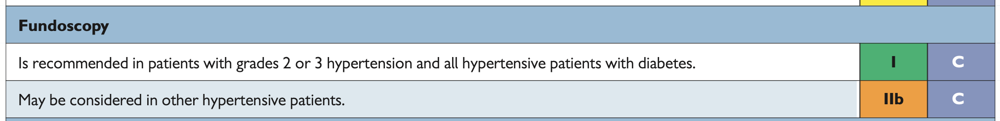 Fundoscopy
Is recommended in patients with grades 2 or 3 hypertension and all hypertensive patients with diabetes. I C
May be considered in other hypertensive patients. IIb C